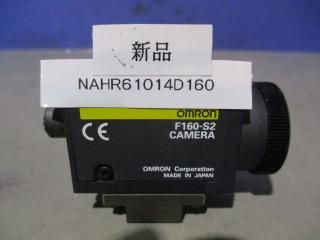 新品
NAHR61014D160
OMRON
F160-S2
CAMERA
CE
OMRON Corporation
MADE IN JAPAN